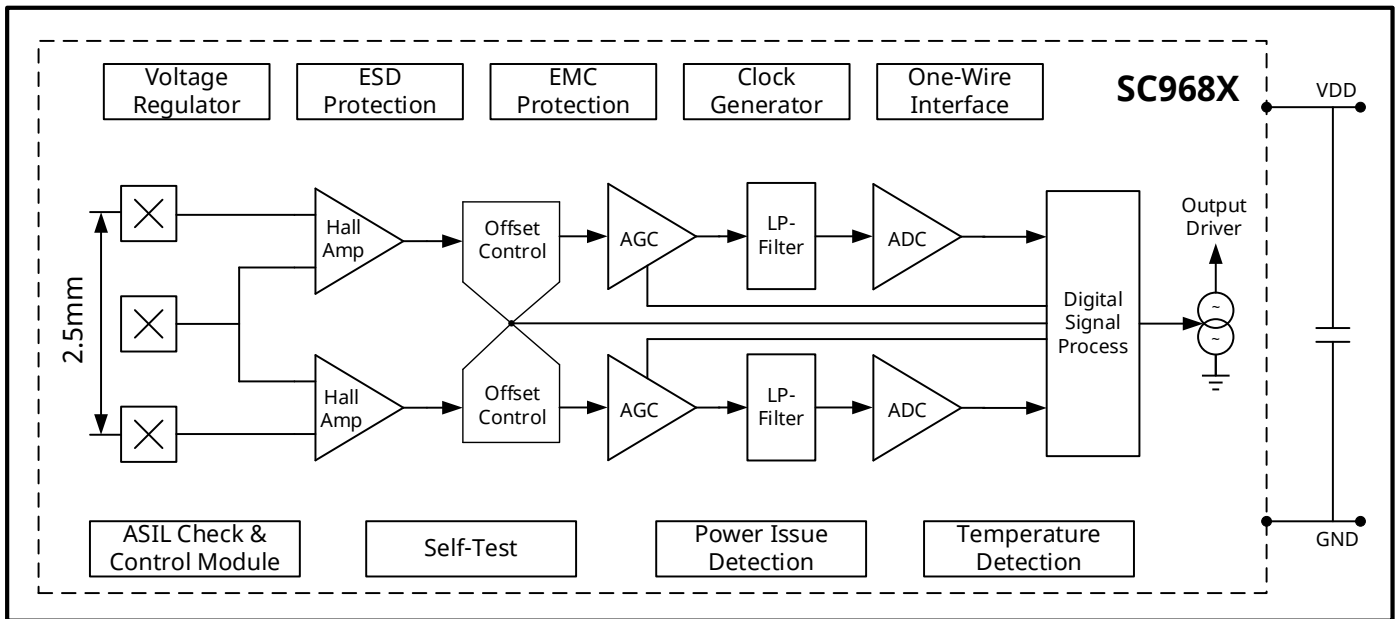 Voltage
Regulator
ESD
Protection
EMC
Protection
Clock
Generator
One-Wire
Interface
SC968X
VDD
2.5mm
Hall
Amp
Offset
Control
AGC
LP-
Filter
ADC
Output
Driver
~
~
Digital
Signal
Process
Hall
Amp
Offset
Control
AGC
LP-
Filter
ADC
ASIL Check &
Control Module
Self-Test
Power Issue
Detection
Temperature
Detection
GND